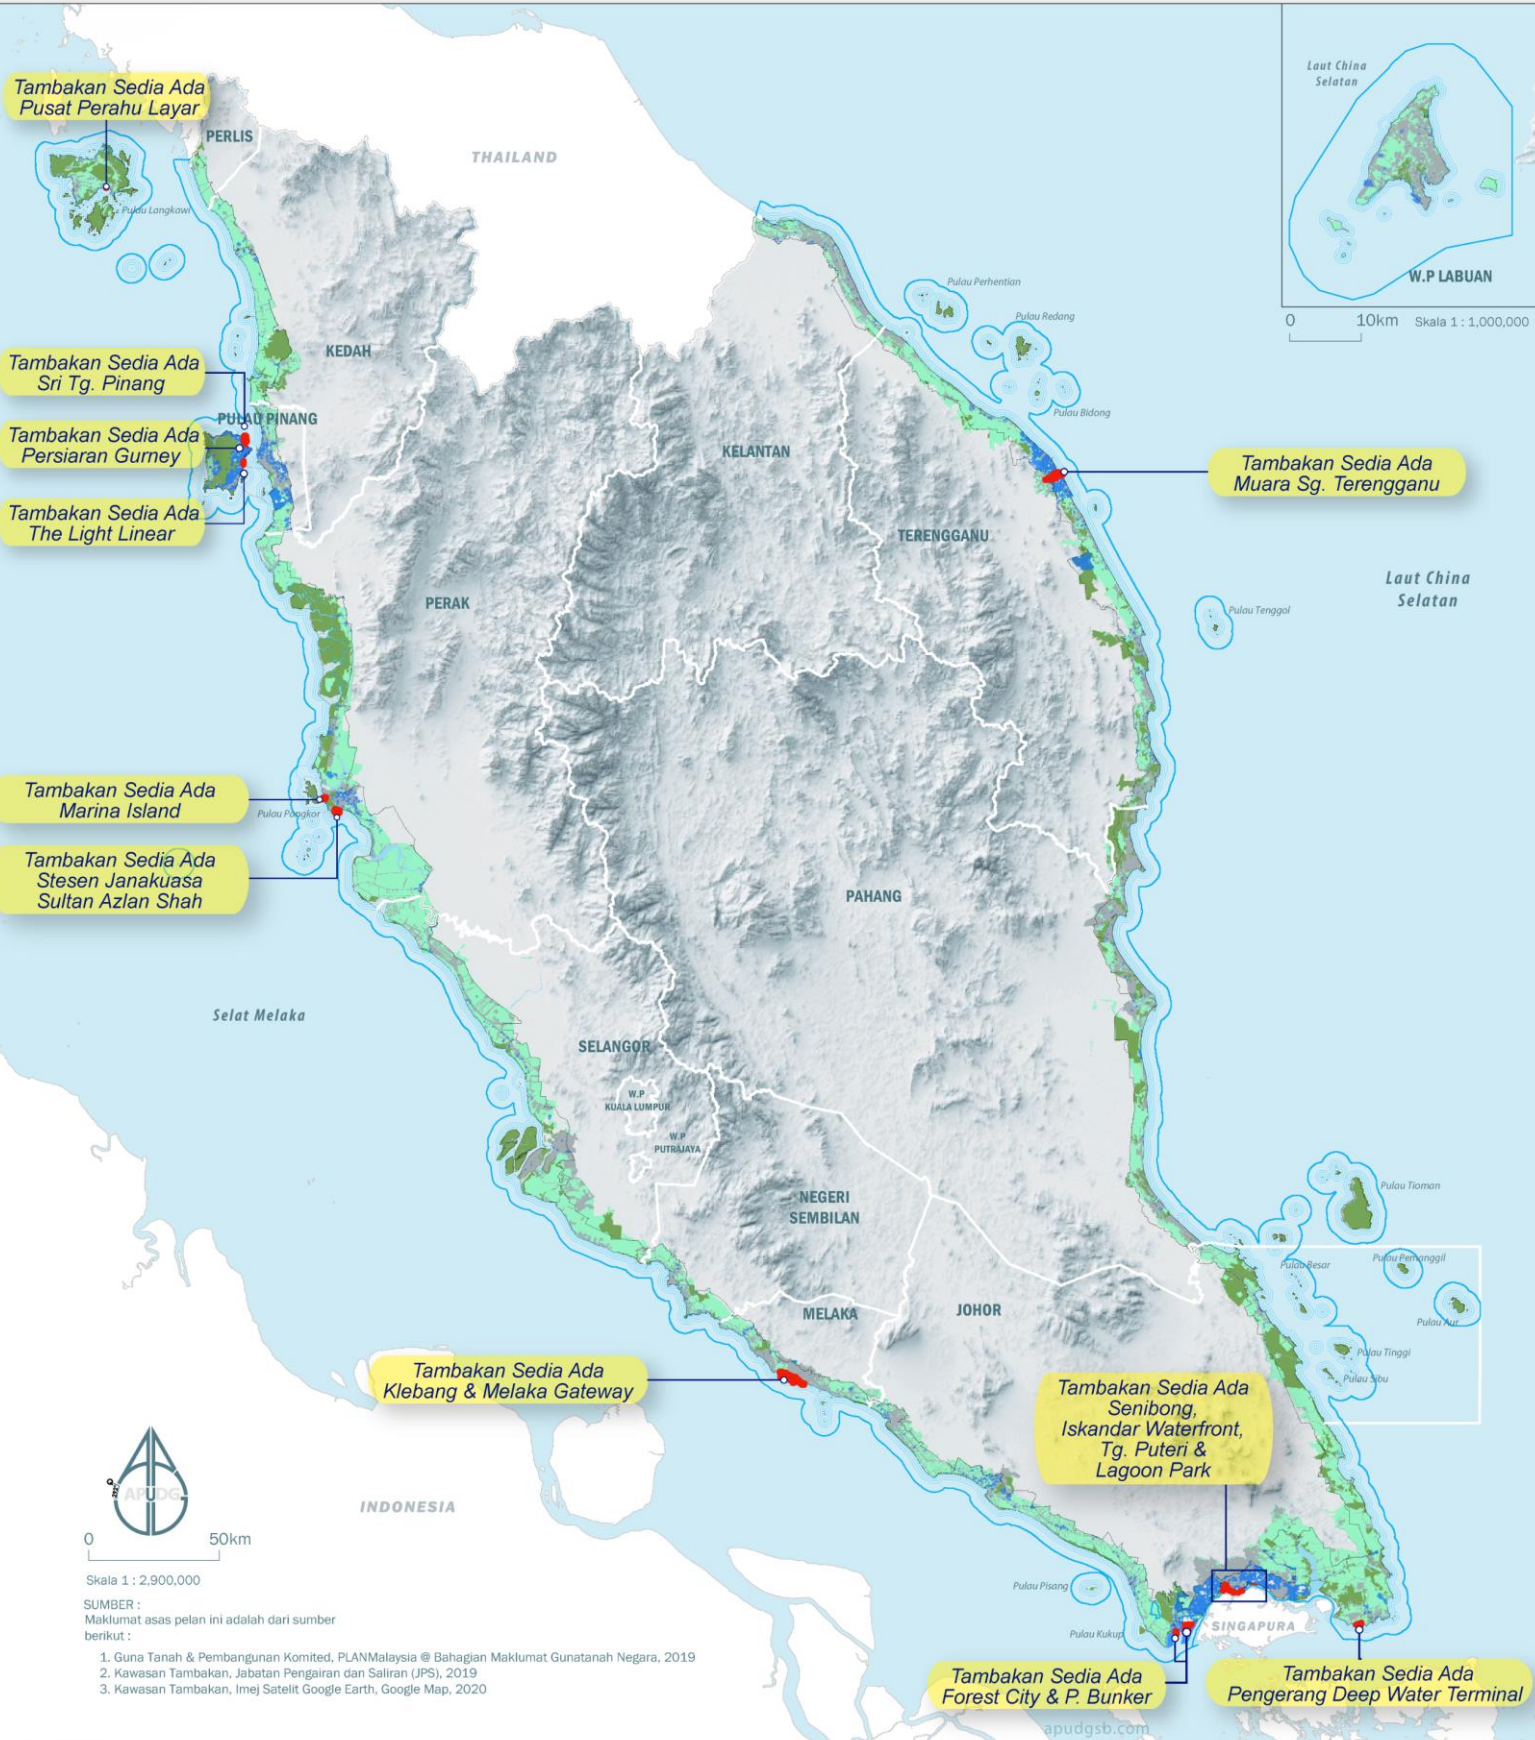 Tambakan Sedia Ada
Pusat Perahu Layar
PERLIS
THAILAND
Pulau Langkawi
Laut China
Selatan
W.P LABUAN
0 10km Skala 1 : 1,000,000
Pulau Perhentian
Pulau Redang
Pulau Bidong
KEDAH
Tambakan Sedia Ada
Sri Tg. Pinang
PULAU PINANG
Tambakan Sedia Ada
Persiaran Gurney
Tambakan Sedia Ada
The Light Linear
KELANTAN
Tambakan Sedia Ada
Muara Sg. Terengganu
TERENGGANU
Laut China
Selatan
PERAK
Pulau Tenggol
Tambakan Sedia Ada
Marina Island
Pulau Pangkor
Tambakan Sedia Ada
Stesen Janakuasa
Sultan Azlan Shah
PAHANG
Selat Melaka
SELANGOR
W.P
KUALA LUMPUR
W.P
PUTRAJAYA
NEGERI
SEMBILAN
Pulau Tioman
Pulau Pemanggil
Pulau Besar
Pulau Aur
Pulau Tinggi
Pulau Sibu
MELAKA
JOHOR
Tambakan Sedia Ada
Klebang & Melaka Gateway
Tambakan Sedia Ada
Senibong,
Iskandar Waterfront,
Tg. Puteri &
Lagoon Park
APUDG
INDONESIA
0 50km
Skala 1 : 2,900,000
Pulau Pisang
Pulau Kukup
SINGAPURA
SUMBER :
Maklumat asas pelan ini adalah dari sumber
berikut :
1. Guna Tanah & Pembangunan Komited, PLANMalaysia @ Bahagian Maklumat Gunatanah Negara, 2019
2. Kawasan Tambakan, Jabatan Pengairan dan Saliran (JPS), 2019
3. Kawasan Tambakan, Imej Satelit Google Earth, Google Map, 2020
Tambakan Sedia Ada
Forest City & P. Bunker
Tambakan Sedia Ada
Pengerang Deep Water Terminal
apudgsb.com